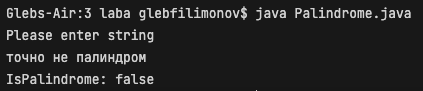 Glebs-Air:3 laba glebfilimonov$ java Palindrome.java
Please enter string
точно не палиндром
IsPalindrome: false